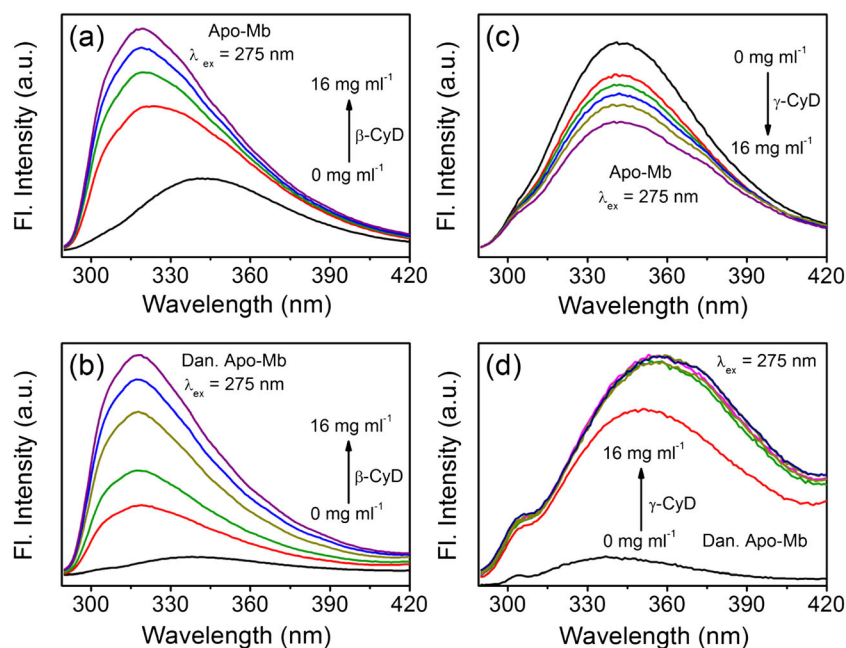 (a)
Apo-Mb
λ ex = 275 nm
16 mg ml⁻¹
β-CyD
0 mg ml⁻¹
Fl. Intensity (a.u.)
300 330 360 390 420
Wavelength (nm)
(c)
0 mg ml⁻¹
γ-CyD
16 mg ml⁻¹
Apo-Mb
λex = 275 nm
Fl. Intensity (a.u.)
300 330 360 390 420
Wavelength (nm)
(b)
Dan. Apo-Mb
λex = 275 nm
16 mg ml⁻¹
β-CyD
0 mg ml⁻¹
Fl. Intensity (a.u.)
300 330 360 390 420
Wavelength (nm)
(d)
λex = 275 nm
16 mg ml⁻¹
γ-CyD
0 mg ml⁻¹
Dan. Apo-Mb
Fl. Intensity (a.u.)
300 330 360 390 420
Wavelength (nm)